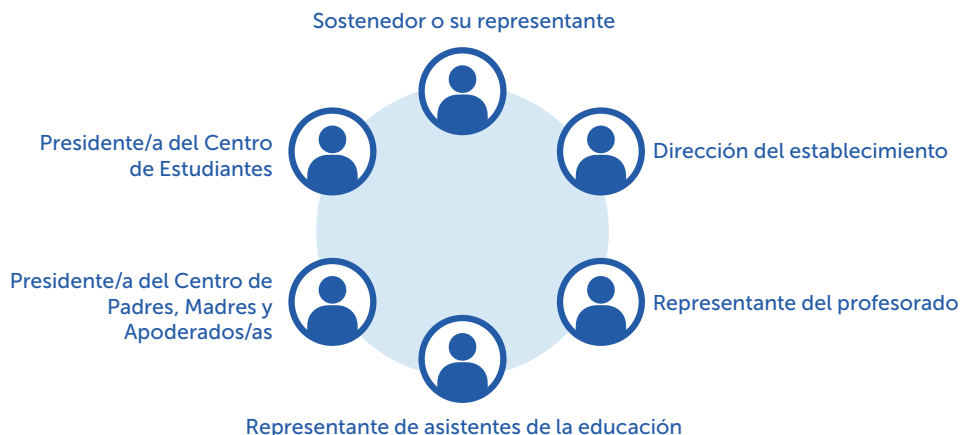 Sostenedor o su representante
Presidente/a del Centro
de Estudiantes
Dirección del establecimiento
Presidente/a del Centro de
Padres, Madres y
Apoderados/as
Representante del profesorado
Representante de asistentes de la educación